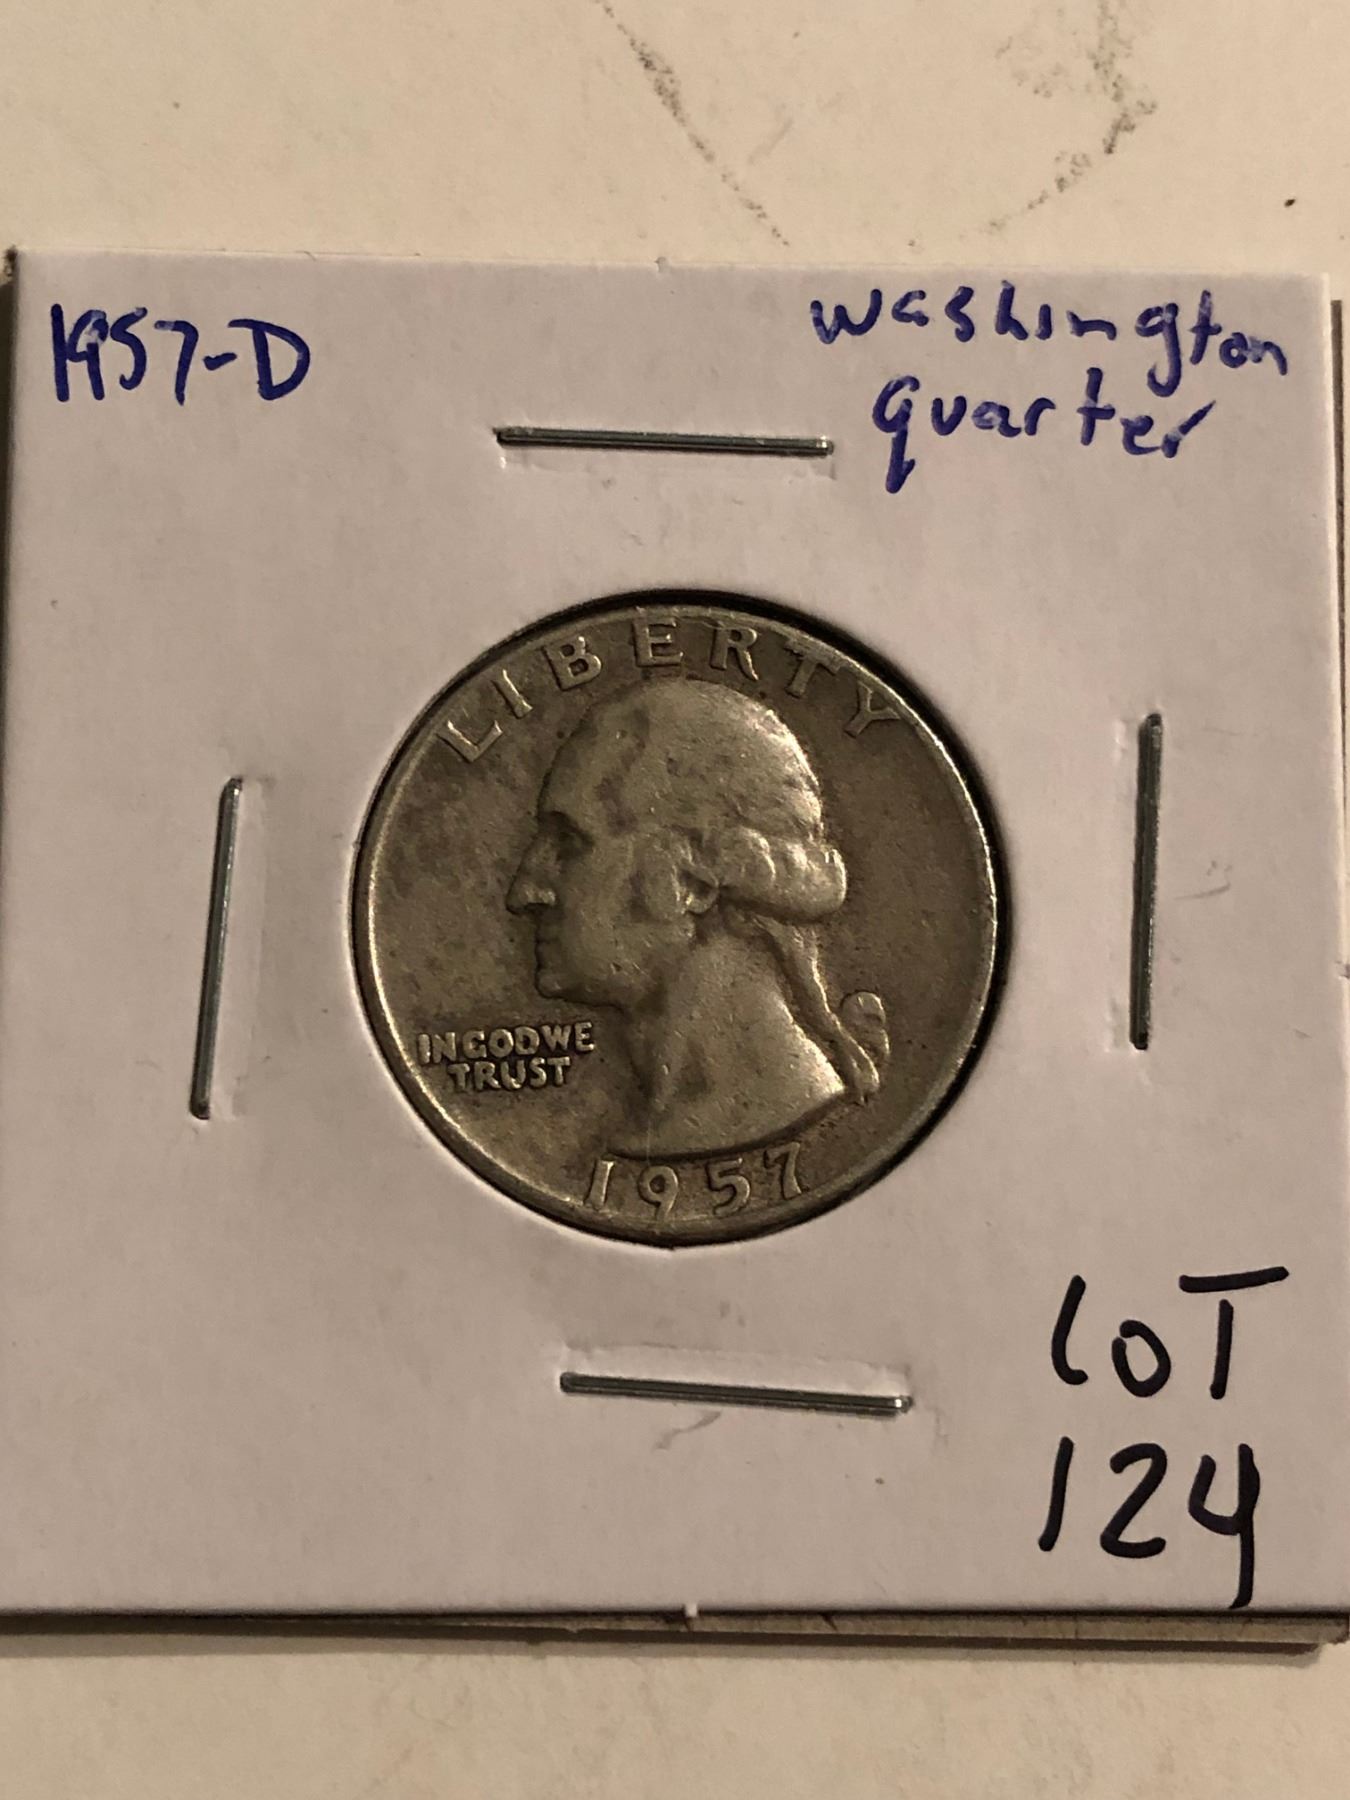 1957-D
Washington
quarter
LIBERTY
IN GOD WE
TRUST
1957
LOT
124